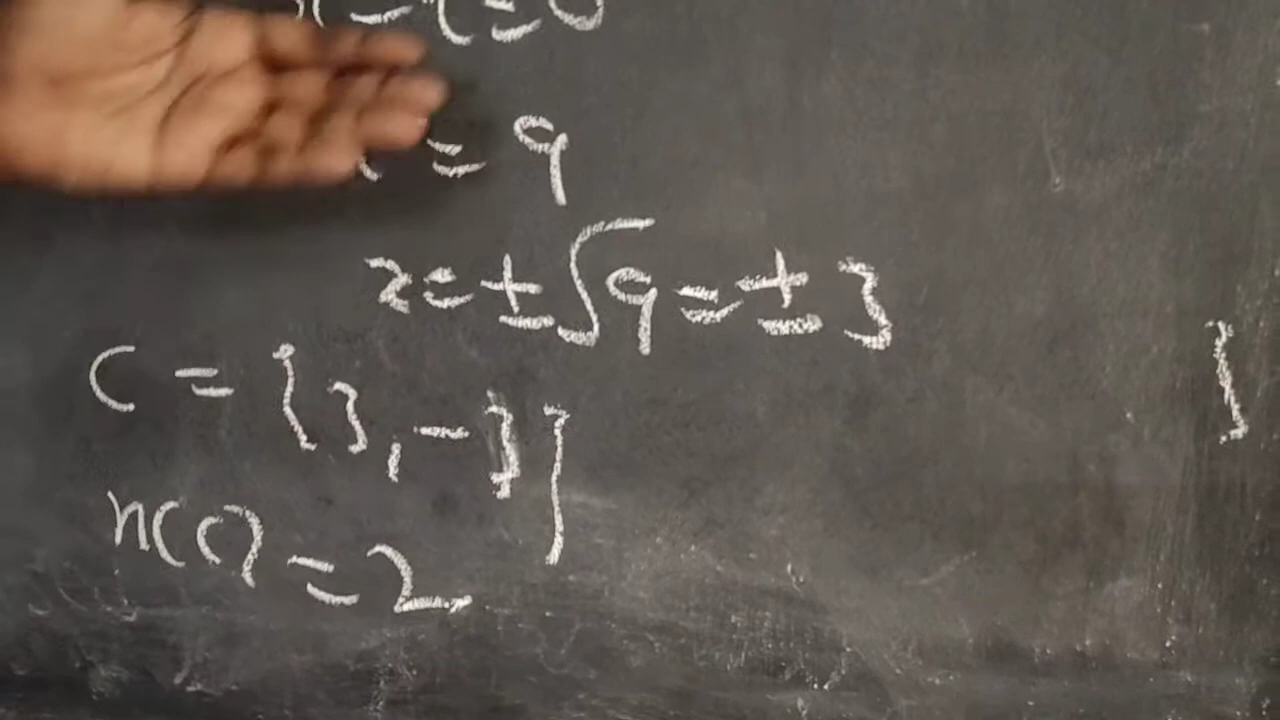 = 9
x = ± √9 = ± 3
C = {3, -3}
n(C) = 2
}